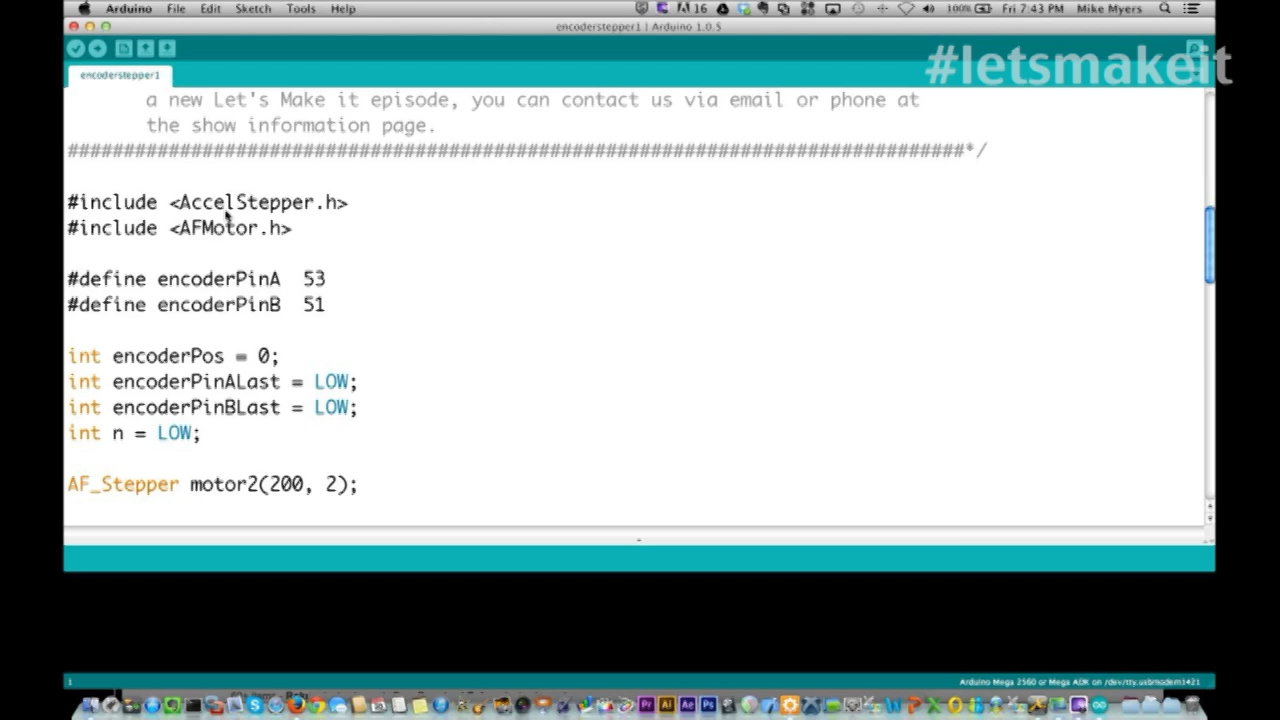 Arduino File Edit Sketch Tools Help 16 100% Fri 7:43 PM Mike Myers
encoderstepper1 | Arduino 1.0.5
#letsmakeit
encoderstepper1
a new Let's Make it episode, you can contact us via email or phone at
the show information page.
################################################################################*/
#include <AccelStepper.h>
#include <AFMotor.h>
#define encoderPinA 53
#define encoderPinB 51
int encoderPos = 0;
int encoderPinALast = LOW;
int encoderPinBLast = LOW;
int n = LOW;
AF_Stepper motor2(200, 2);
1 Arduino Mega 2560 or Mega ADK on /dev/tty.usbmodem1421